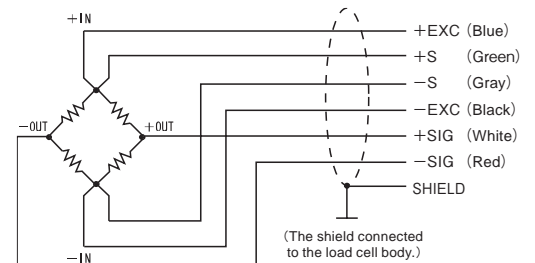 +IN
+EXC (Blue)
+S (Green)
−S (Gray)
−EXC (Black)
−OUT
+OUT
+SIG (White)
−SIG (Red)
SHIELD
(The shield connected
to the load cell body.)
−IN